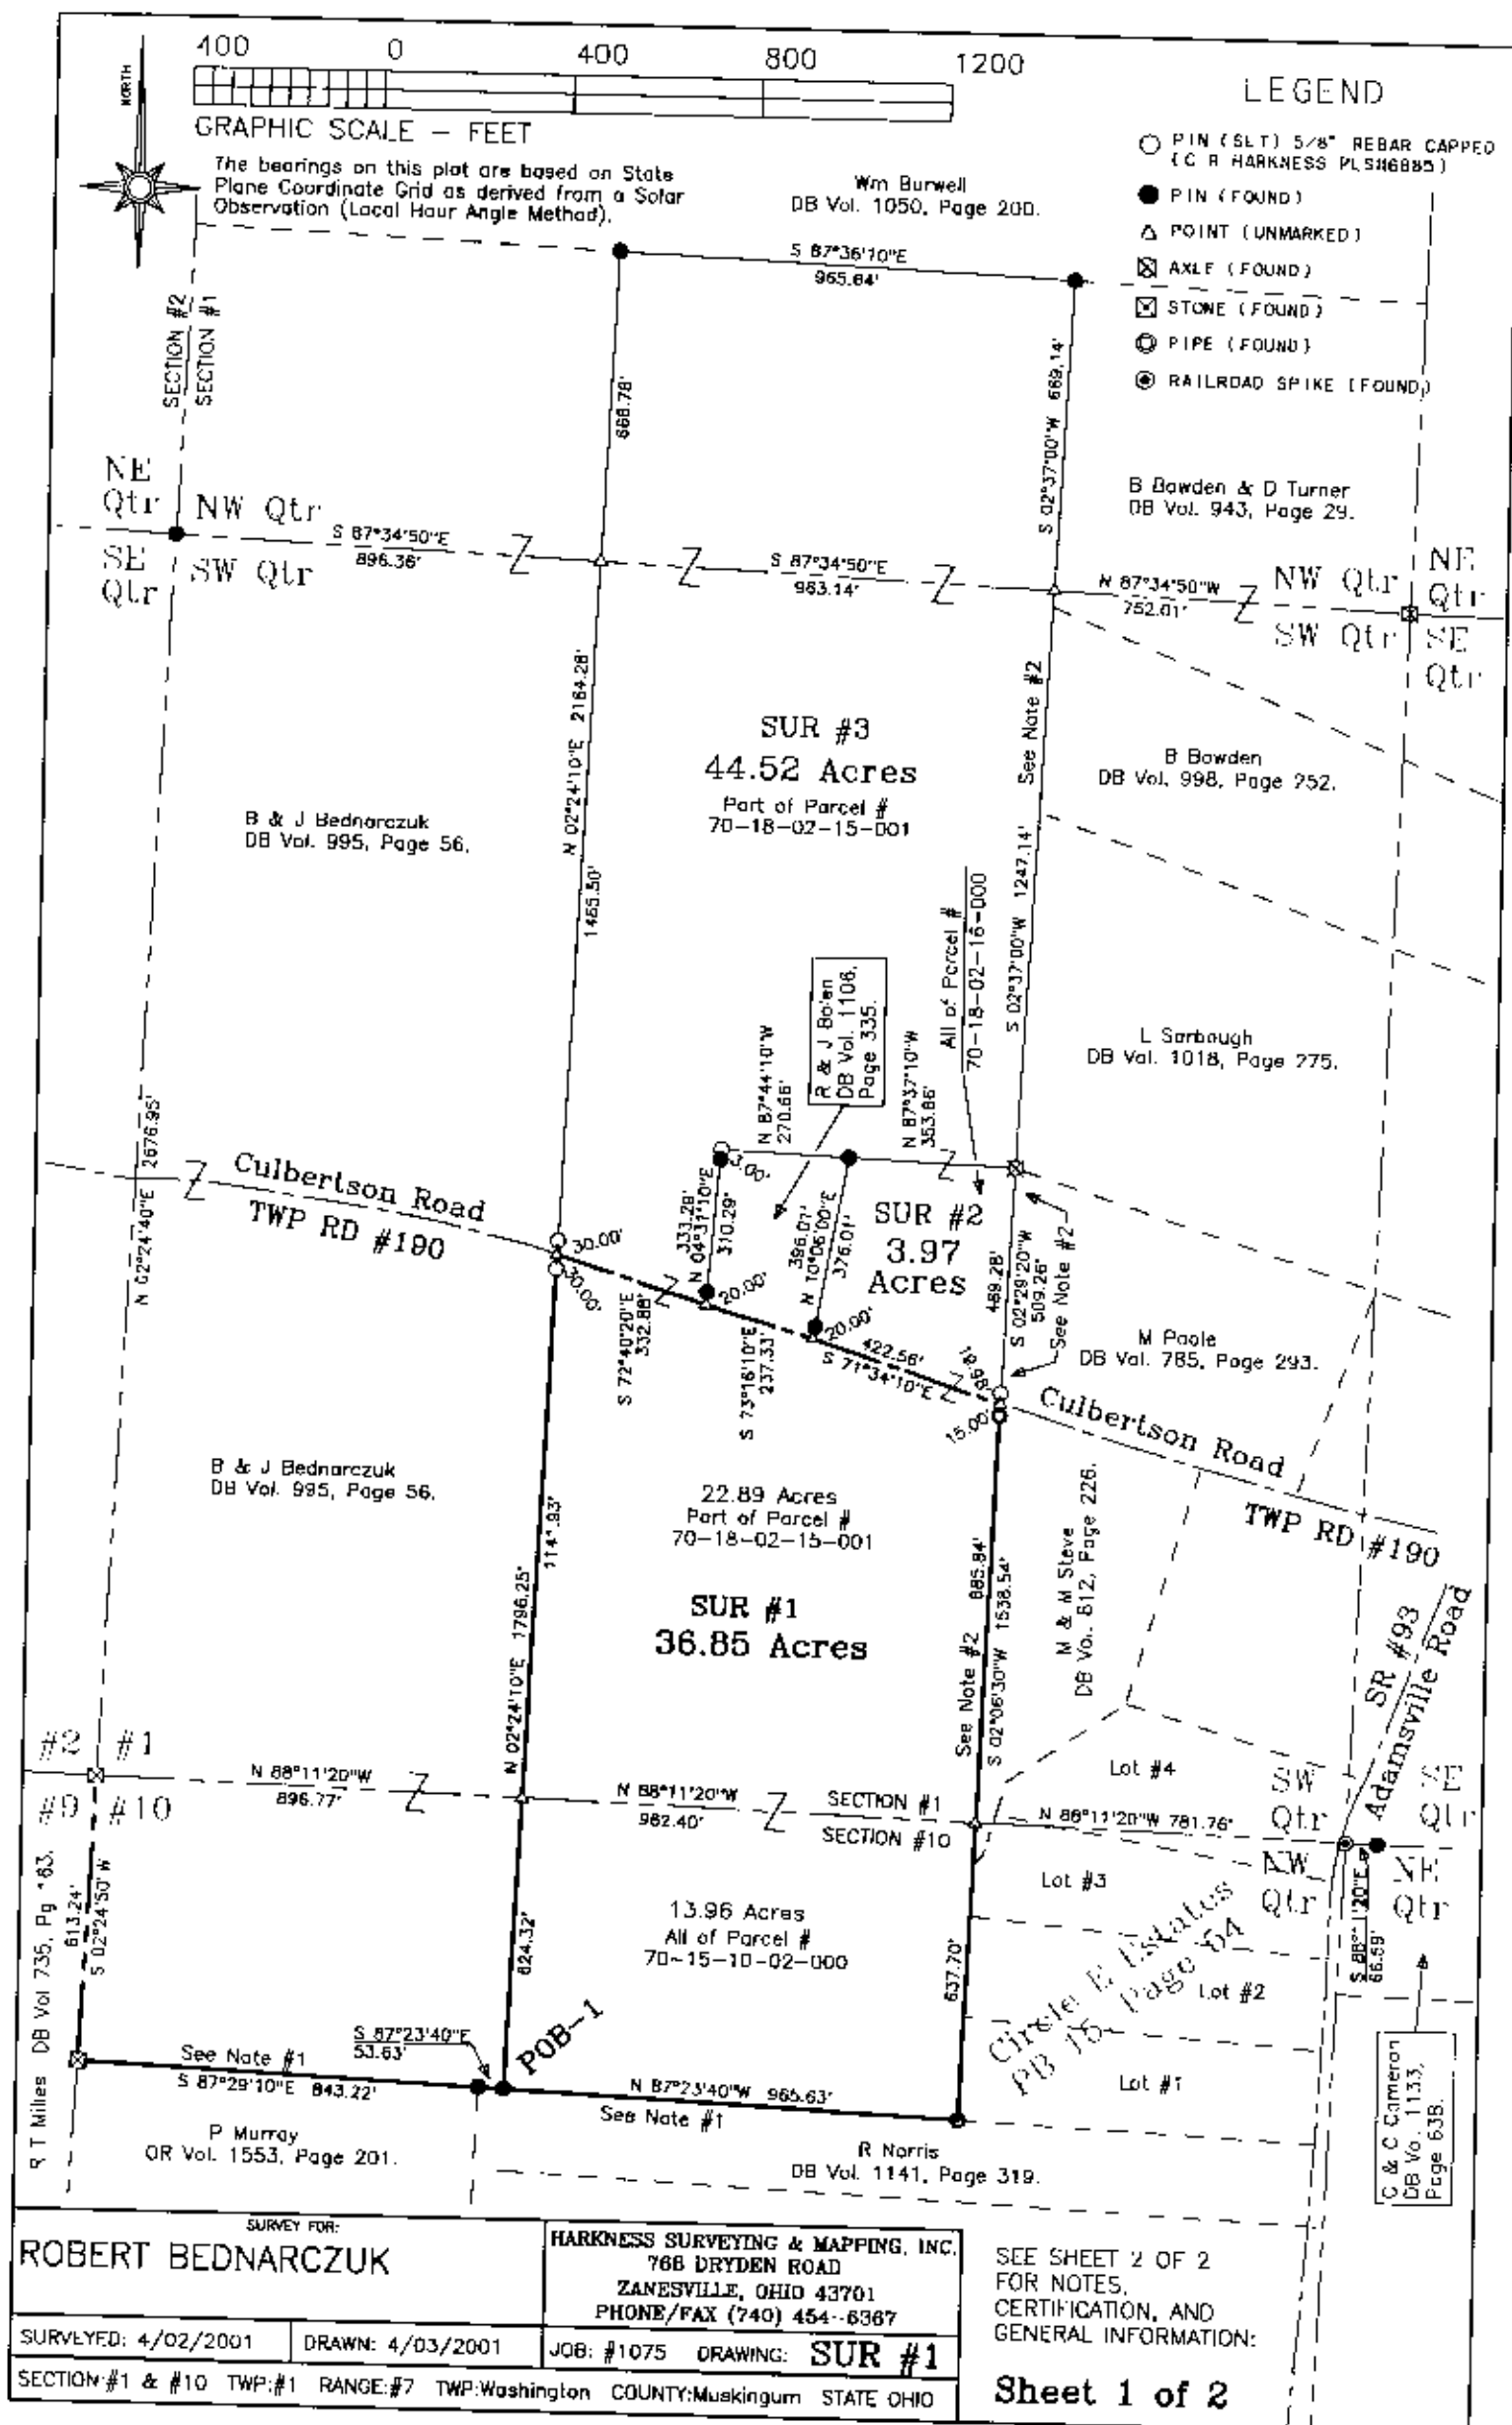 400 0 400 800 1200
NORTH
GRAPHIC SCALE - FEET
The bearings on this plat are based on State
Plane Coordinate Grid as derived from a Solar
Observation (Local Hour Angle Method).
LEGEND
PIN (SET) 5/8" REBAR CAPPED
(C R HARKNESS PLS#6885)
PIN (FOUND)
POINT (UNMARKED)
AXLE (FOUND)
STONE (FOUND)
PIPE (FOUND)
RAILROAD SPIKE (FOUND)
Wm Burwell
DB Vol. 1050, Page 200.
S 87°36'10"E
965.64'
SECTION #2
SECTION #1
668.78'
S 02°37'00"W 669.14'
NE
Qtr
NW Qtr
SE
Qtr
SW Qtr
S 87°34'50"E
896.36'
S 87°34'50"E
963.14'
B Bowden & D Turner
DB Vol. 943, Page 29.
N 87°34'50"W
752.01'
NW Qtr
NE
Qtr
SW Qtr
SE
Qtr
N 02°24'10"E 2164.28'
1465.50'
SUR #3
44.52 Acres
Part of Parcel #
70-18-02-15-001
See Note #2
S 02°37'00"W 1247.14'
B Bowden
DB Vol. 998, Page 252.
B & J Bednarczuk
DB Vol. 995, Page 56.
All of Parcel #
70-18-02-16-000
R & J Bolen
DB Vol. 1106,
Page 335.
L Sarbaugh
DB Vol. 1018, Page 275.
N 87°44'10"W
270.66'
N 87°37'10"W
353.86'
N 02°24'40"E 2676.95'
Culbertson Road
TWP RD #190
30.00'
30.00'
3.00'
333.29'
N 04°31'10"E
310.29'
396.07'
N 10°06'00"E
376.01'
SUR #2
3.97
Acres
20.00'
20.00'
489.28'
S 02°29'20"W
509.26'
See Note #2
S 72°40'20"E
332.88'
S 73°16'10"E
237.33'
422.56'
S 71°34'10"E
15.00'
M Poole
DB Vol. 785, Page 293.
Culbertson Road
TWP RD #190
B & J Bednarczuk
DB Vol. 995, Page 56.
22.89 Acres
Part of Parcel #
70-18-02-15-001
SUR #1
36.85 Acres
N 02°24'10"E 1796.25'
See Note #2 885.84'
S 02°06'30"W 1538.54'
M & M Steve
DB Vol. 812, Page 226.
SR #93
Adamsville Road
#2 #1
#9 #10
N 88°11'20"W
896.77'
N 88°11'20"W
962.40'
SECTION #1
SECTION #10
N 88°11'20"W 781.76'
Lot #4
SW
Qtr
SE
Qtr
NW
Qtr
NE
Qtr
Lot #3
66.69'
R T Miles DB Vol 735, Pg 163.
613.24'
S 02°24'50"W
624.32'
13.96 Acres
All of Parcel #
70-15-10-02-000
637.70'
Circle E Estates
Lot #2
Lot #1
C & C Cameron
DB Vol. 1133,
Page 638.
S 87°23'40"E
53.63'
POB-1
See Note #1
S 87°29'10"E 843.22'
N 87°23'40"W 965.63'
See Note #1
P Murray
OR Vol. 1553, Page 201.
R Norris
DB Vol. 1141, Page 319.
SURVEY FOR:
ROBERT BEDNARCZUK
HARKNESS SURVEYING & MAPPING, INC.
768 DRYDEN ROAD
ZANESVILLE, OHIO 43701
PHONE/FAX (740) 454-6367
SURVEYED: 4/02/2001 DRAWN: 4/03/2001
JOB: #1075 DRAWING: SUR #1
SECTION:#1 & #10 TWP:#1 RANGE:#7 TWP:Washington COUNTY:Muskingum STATE OHIO
SEE SHEET 2 OF 2
FOR NOTES,
CERTIFICATION, AND
GENERAL INFORMATION:
Sheet 1 of 2